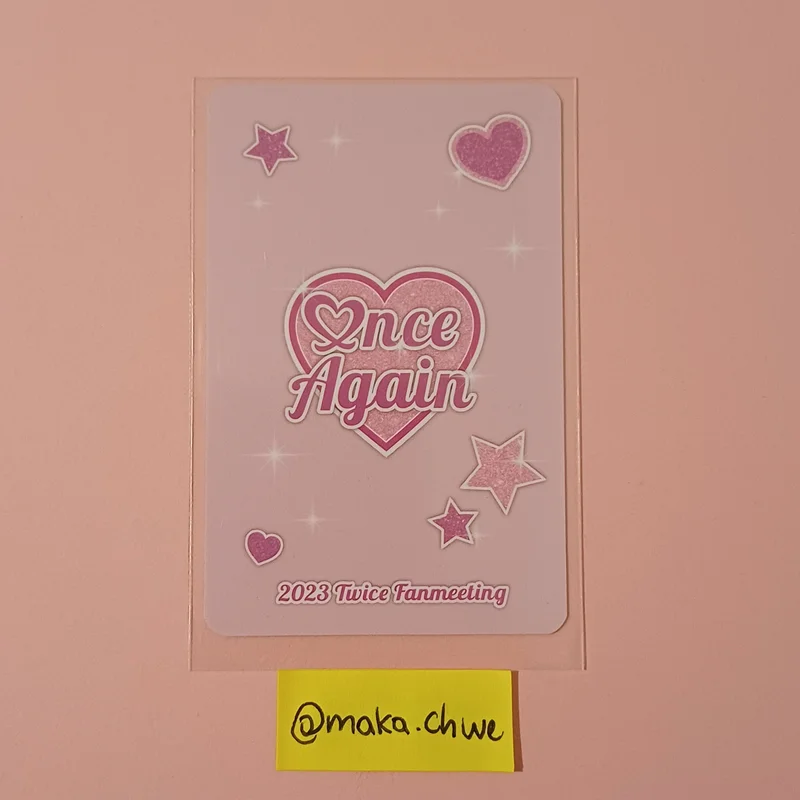 Once
Again
2023 Twice Fanmeeting
@maka.chwe